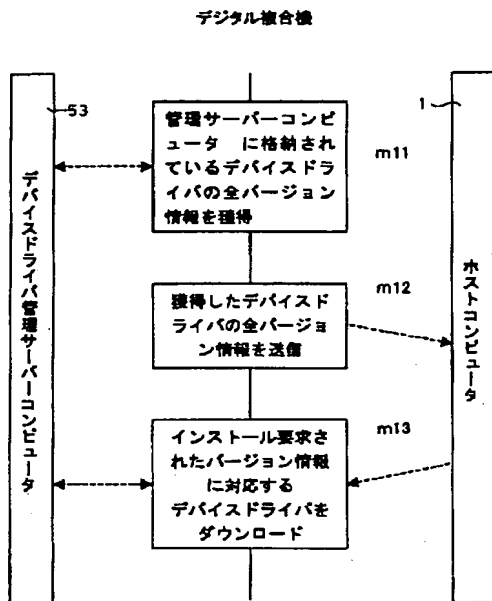 デジタル複合機
53
1
デバイスドライバ管理サーバーコンピュータ
管理サーバーコンピ
ュータ に格納され
ているデバイスドラ
イバの全バージョン
情報を獲得
m11
獲得したデバイスド
ライバの全バージョ
ン情報を送信
m12
ホストコンピュータ
インストール要求さ
れたバージョン情報
に対応する
デバイスドライバを
ダウンロード
m13